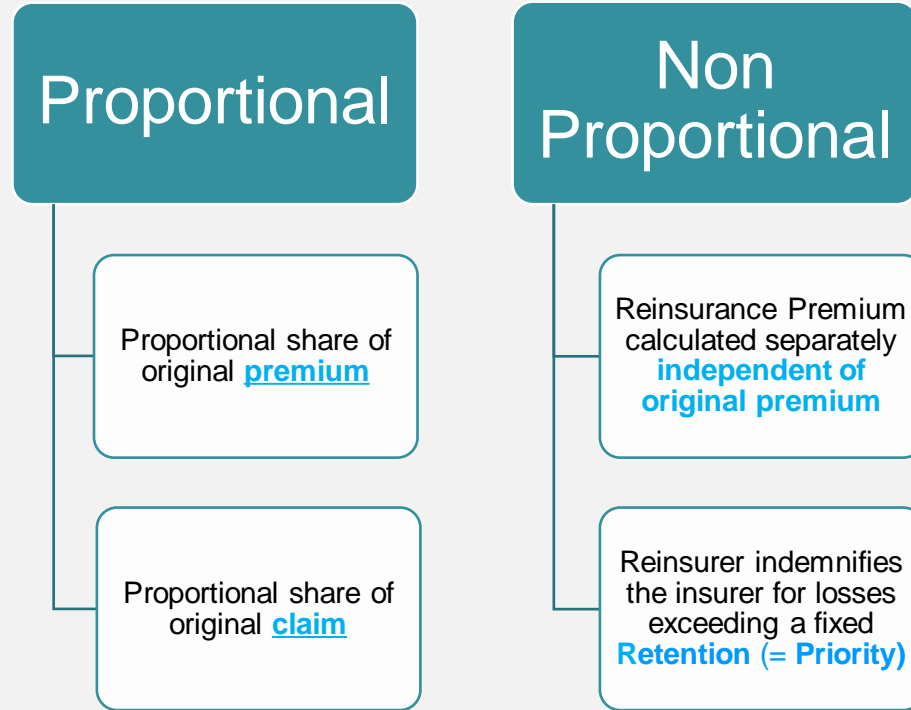 Proportional
Proportional share of
original premium
Proportional share of
original claim
Non
Proportional
Reinsurance Premium
calculated separately
independent of
original premium
Reinsurer indemnifies
the insurer for losses
exceeding a fixed
Retention (= Priority)